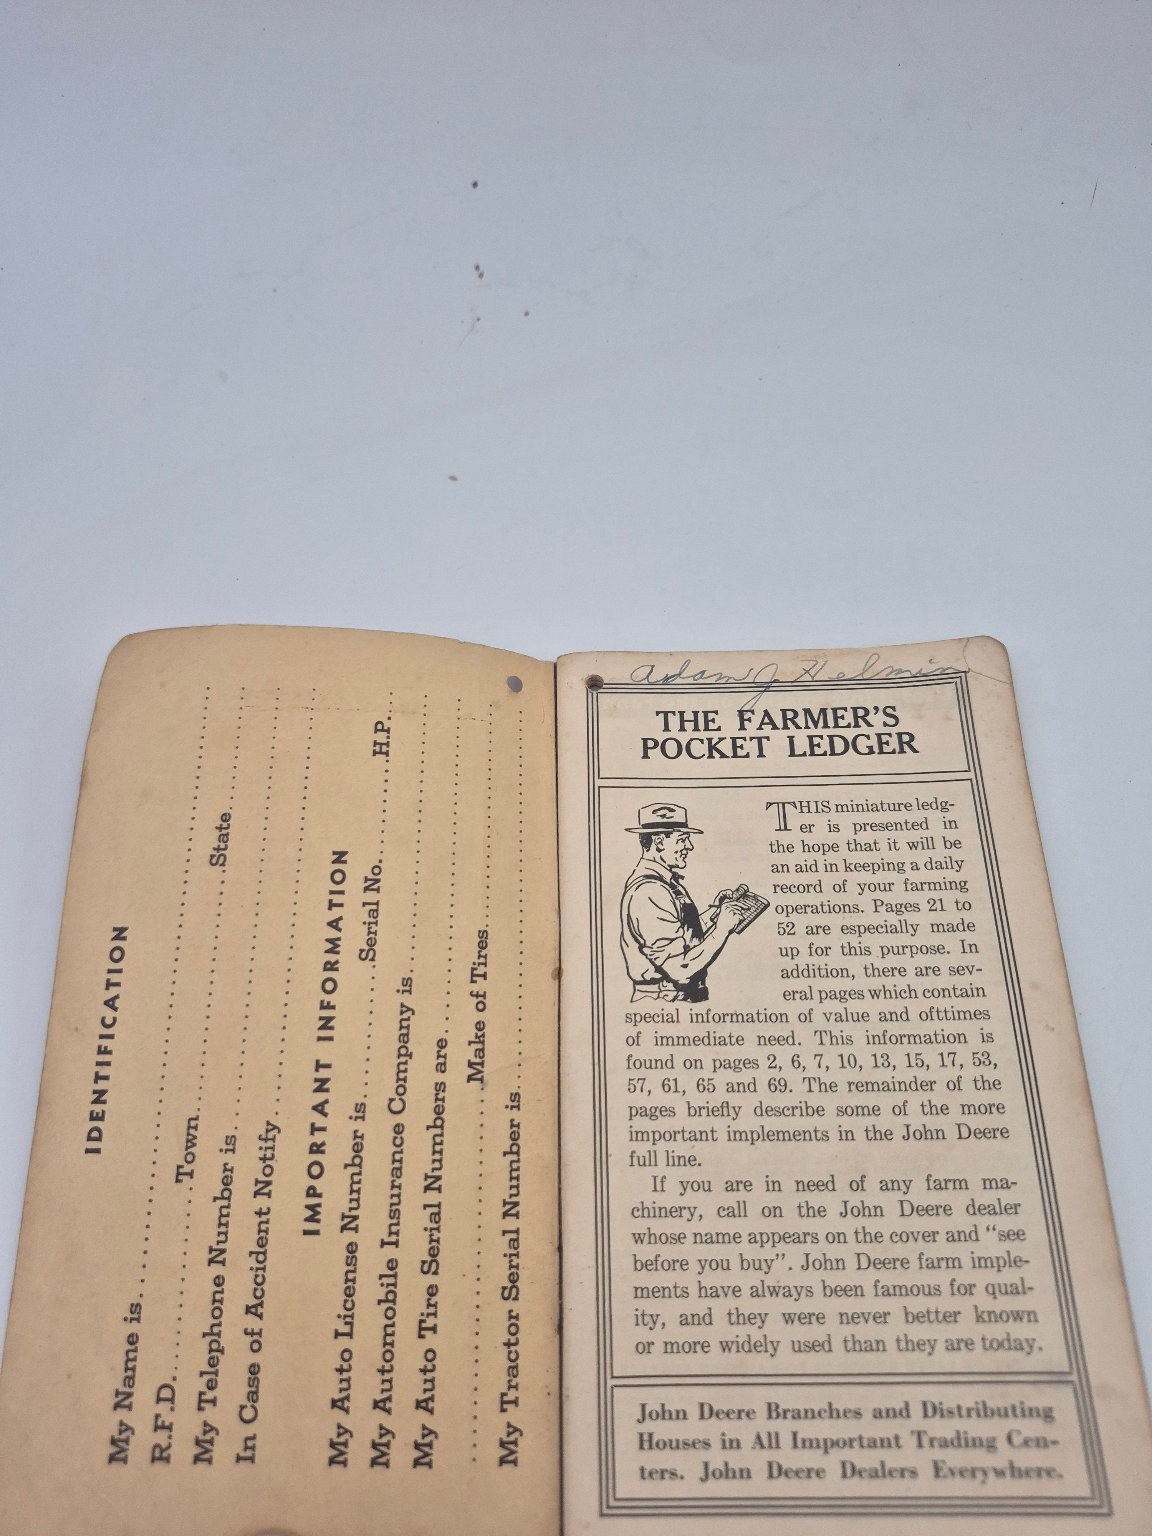 IDENTIFICATION
My Name is
R.F.D. Town
My Telephone Number is State
In Case of Accident Notify
IMPORTANT INFORMATION
My Auto License Number is Serial No. H.P.
My Automobile Insurance Company is
My Auto Tire Serial Numbers are
Make of Tires
My Tractor Serial Number is
Adam J Helmin
THE FARMER'S
POCKET LEDGER
THIS miniature ledg-
er is presented in
the hope that it will be
an aid in keeping a daily
record of your farming
operations. Pages 21 to
52 are especially made
up for this purpose. In
addition, there are sev-
eral pages which contain
special information of value and ofttimes
of immediate need. This information is
found on pages 2, 6, 7, 10, 13, 15, 17, 53,
57, 61, 65 and 69. The remainder of the
pages briefly describe some of the more
important implements in the John Deere
full line.
If you are in need of any farm ma-
chinery, call on the John Deere dealer
whose name appears on the cover and "see
before you buy". John Deere farm imple-
ments have always been famous for qual-
ity, and they were never better known
or more widely used than they are today.
John Deere Branches and Distributing
Houses in All Important Trading Cen-
ters. John Deere Dealers Everywhere.